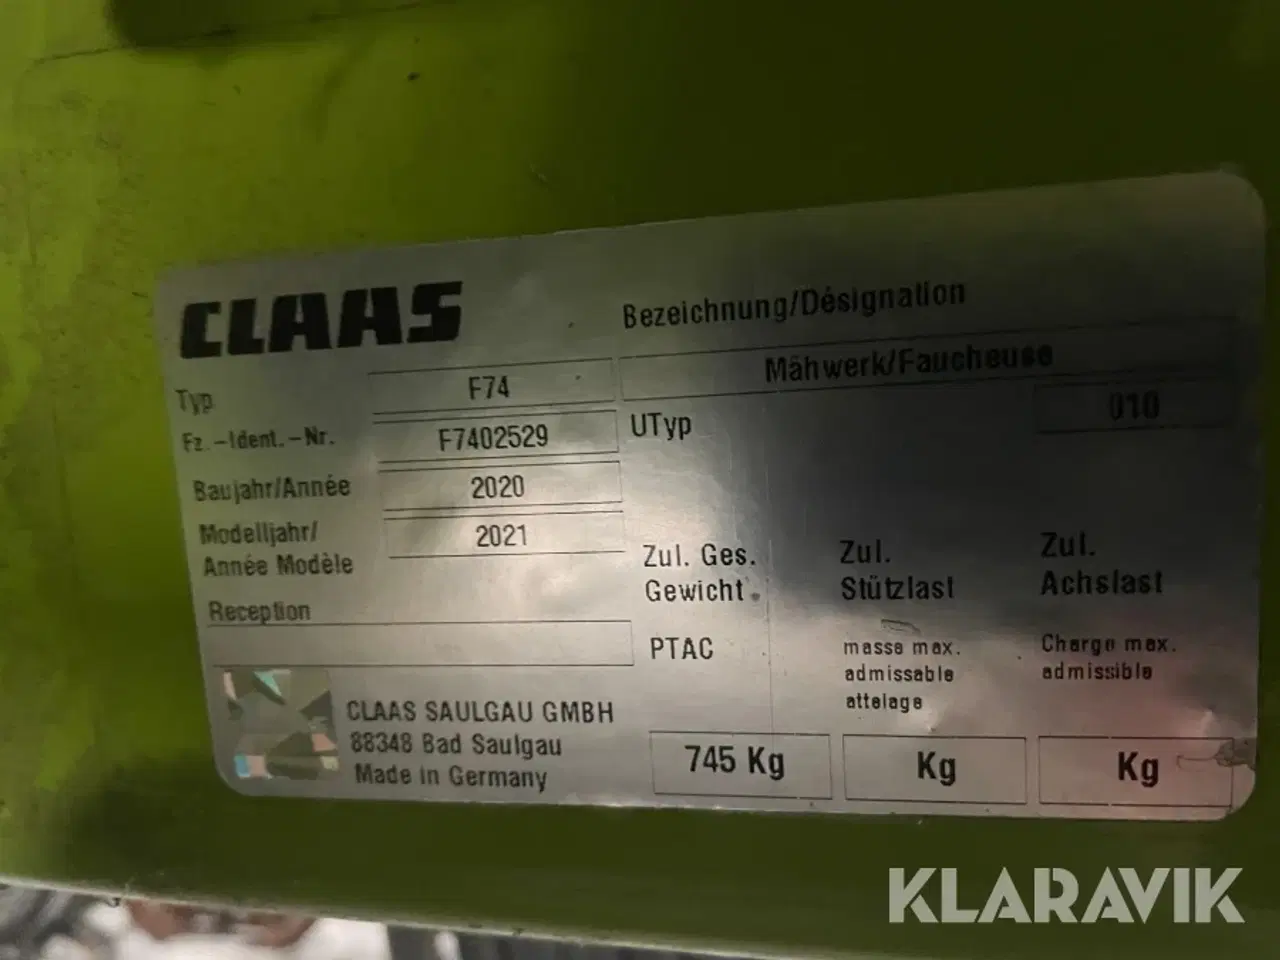 CLAAS
Bezeichnung/Désignation
Mähwerk/Faucheuse
Typ F74
UTyp 010
Fz.-Ident.-Nr. F7402529
Baujahr/Année 2020
Modelljahr/
Année Modèle 2021
Reception
Zul. Ges.
Gewicht
PTAC
745 Kg
Zul.
Stützlast
masse max.
admissable
attelage
Kg
Zul.
Achslast
Charge max.
admissible
Kg
CLAAS SAULGAU GMBH
88348 Bad Saulgau
Made in Germany
KLARAVIK